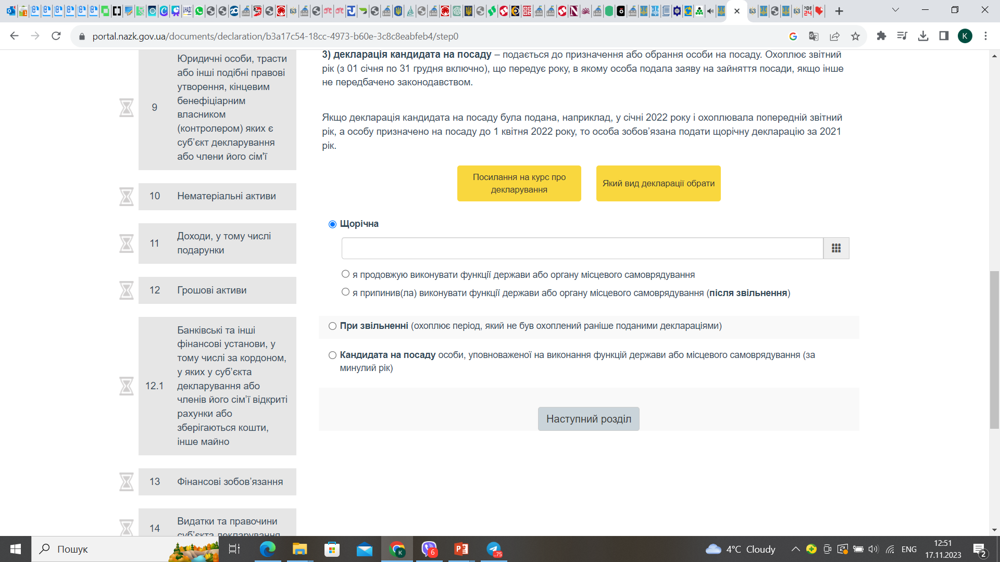 portal.nazk.gov.ua/documents/declaration/b3a17c54-18cc-4973-b60e-3c8c8eabfeb4/step0
K
9
Юридичні особи, трасти
або інші подібні правові
утворення, кінцевим
бенефіціарним
власником
(контролером) яких є
суб’єкт декларування
або члени його сім'ї
10 Нематеріальні активи
11
Доходи, у тому числі
подарунки
12 Грошові активи
12.1
Банківські та інші
фінансові установи, у
тому числі за кордоном,
у яких у суб’єкта
декларування або
членів його сім’ї відкриті
рахунки або
зберігаються кошти,
інше майно
13 Фінансові зобов’язання
14
Видатки та правочини
суб’єкта декларування
3) декларація кандидата на посаду – подається до призначення або обрання особи на посаду. Охоплює звітний
рік (з 01 січня по 31 грудня включно), що передує року, в якому особа подала заяву на зайняття посади, якщо інше
не передбачено законодавством.
Якщо декларація кандидата на посаду була подана, наприклад, у січні 2022 року і охоплювала попередній звітний
рік, а особу призначено на посаду до 1 квітня 2022 року, то особа зобов’язана подати щорічну декларацію за 2021
рік.
Посилання на курс про
декларування
Який вид декларації обрати
Щорічна
я продовжую виконувати функції держави або органу місцевого самоврядування
я припинив(ла) виконувати функції держави або органу місцевого самоврядування (після звільнення)
При звільненні (охоплює період, який не був охоплений раніше поданими деклараціями)
Кандидата на посаду особи, уповноваженої на виконання функцій держави або місцевого самоврядування (за
минулий рік)
Наступний розділ
Пошук
6
..75
4°C Cloudy
ENG
12:51
17.11.2023
2